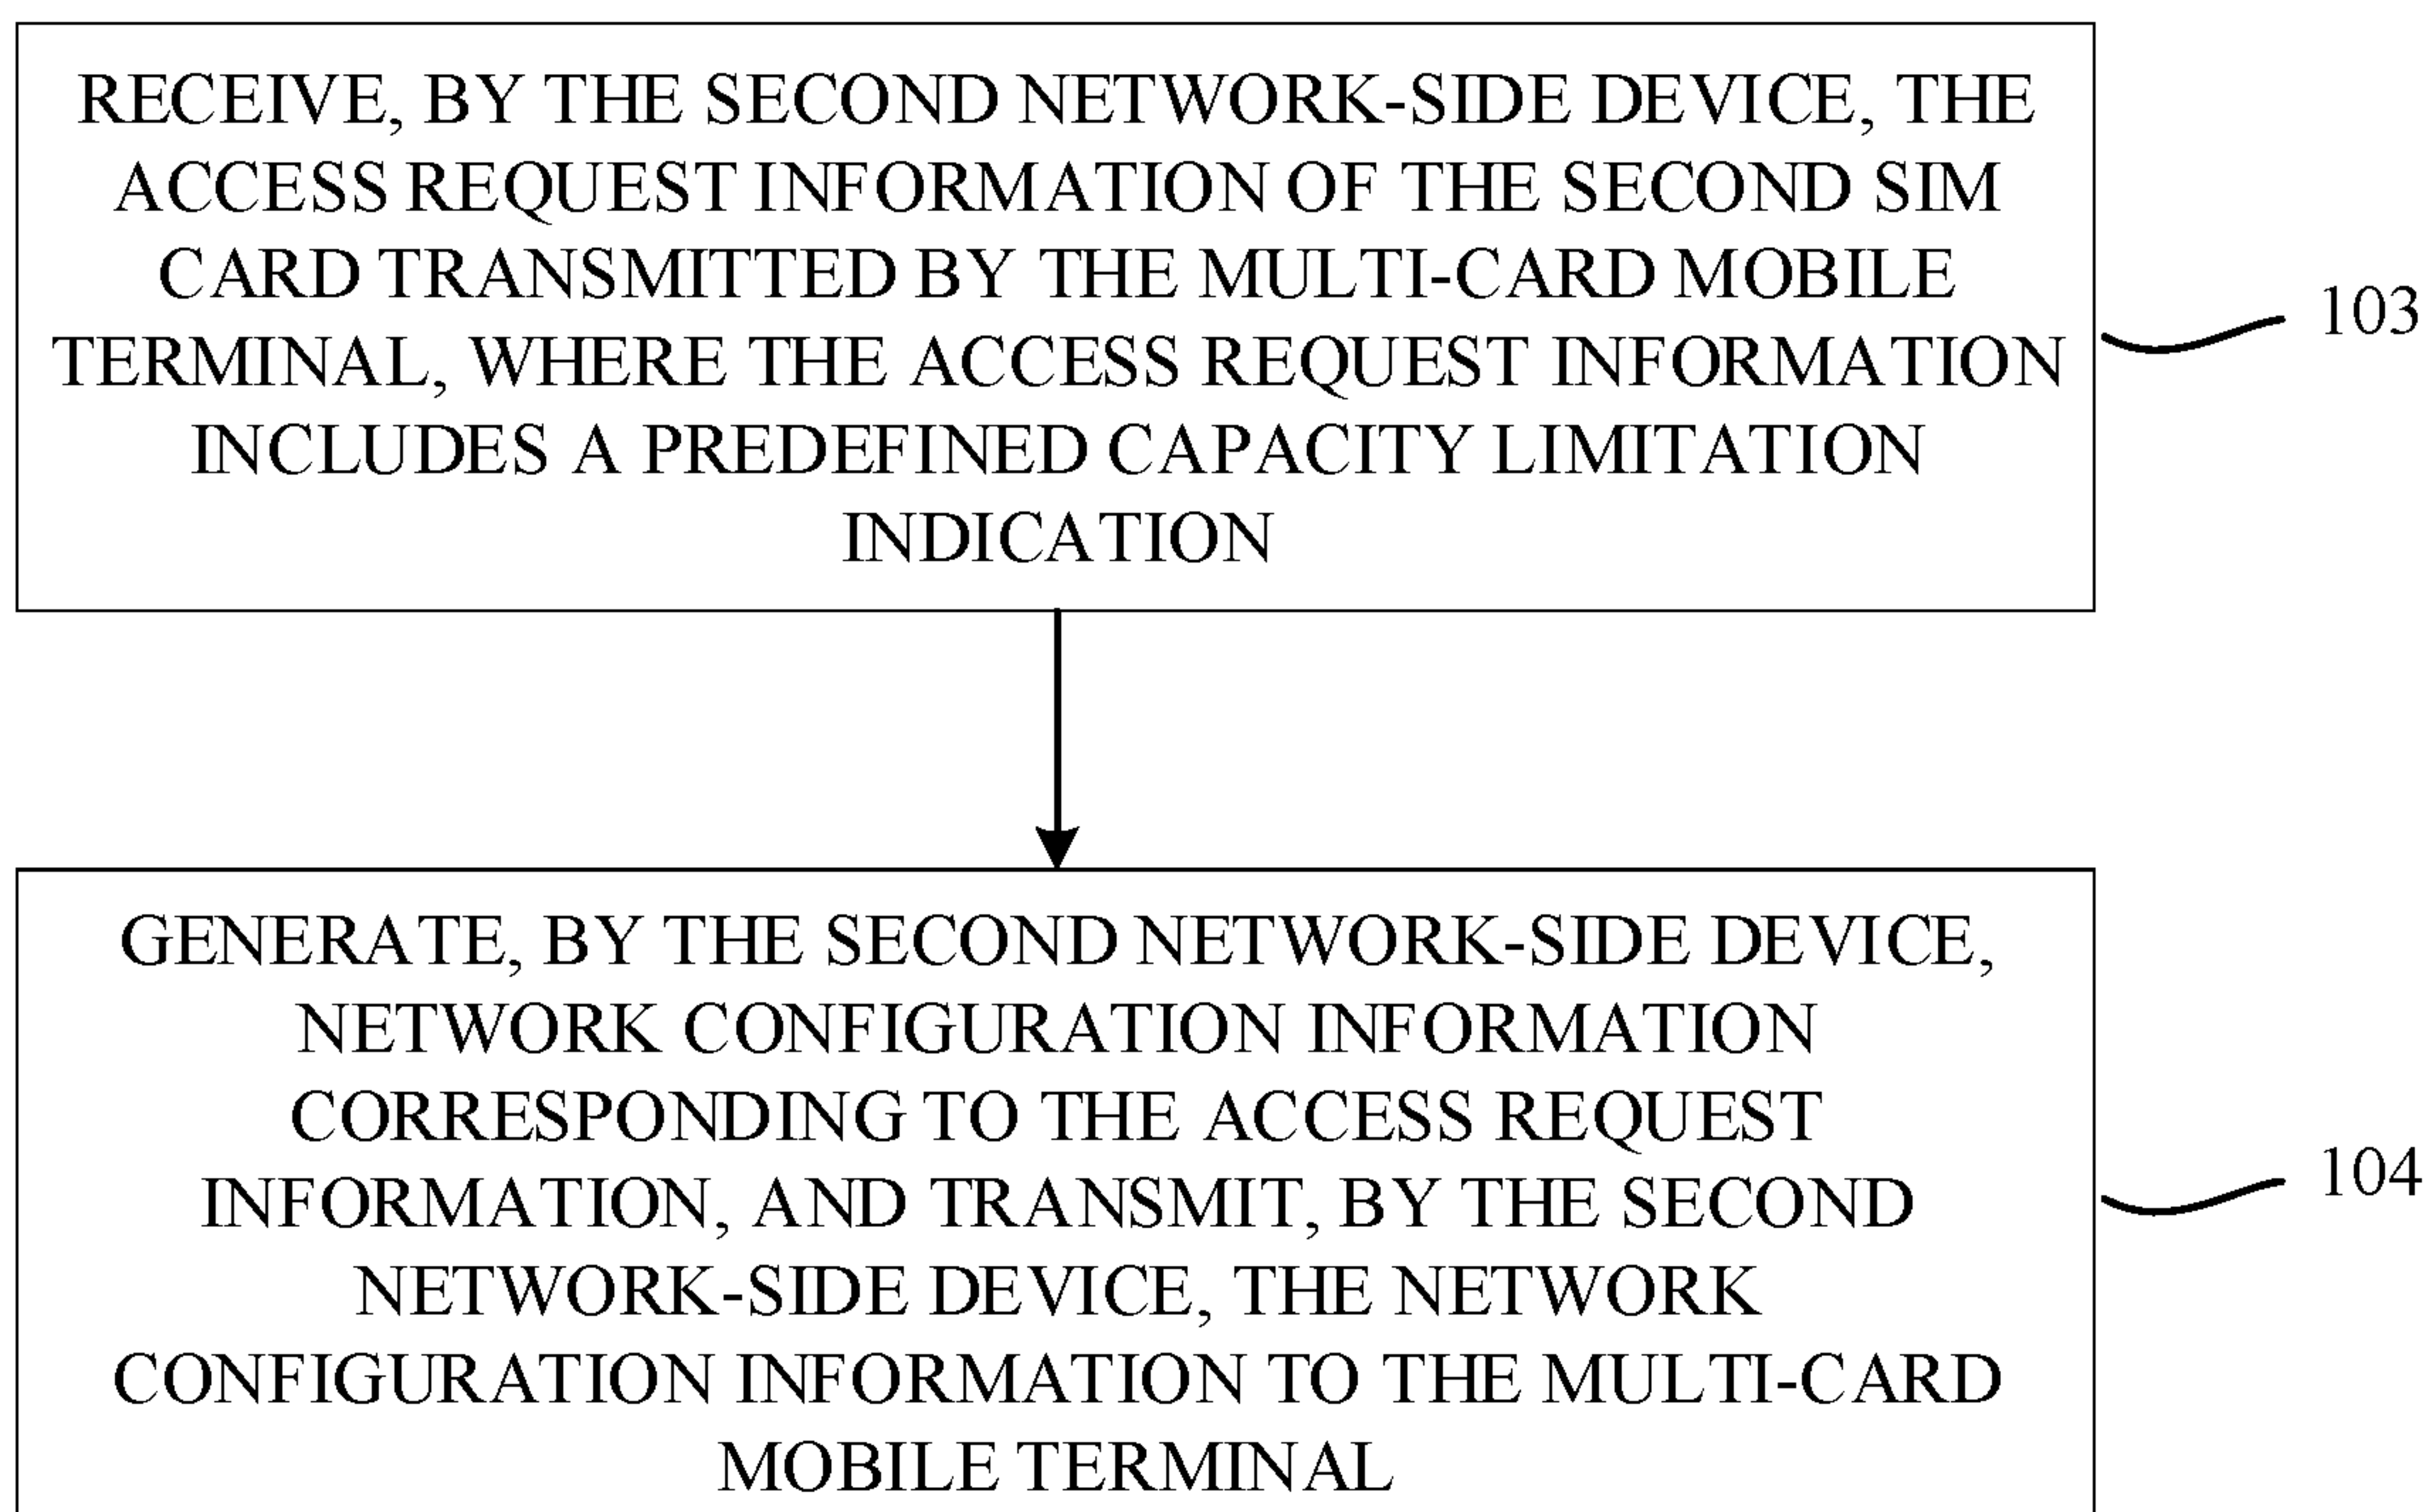 RECEIVE, BY THE SECOND NETWORK-SIDE DEVICE, THE
ACCESS REQUEST INFORMATION OF THE SECOND SIM
CARD TRANSMITTED BY THE MULTI-CARD MOBILE
TERMINAL, WHERE THE ACCESS REQUEST INFORMATION
INCLUDES A PREDEFINED CAPACITY LIMITATION
INDICATION
103
GENERATE, BY THE SECOND NETWORK-SIDE DEVICE,
NETWORK CONFIGURATION INFORMATION
CORRESPONDING TO THE ACCESS REQUEST
INFORMATION, AND TRANSMIT, BY THE SECOND
NETWORK-SIDE DEVICE, THE NETWORK
CONFIGURATION INFORMATION TO THE MULTI-CARD
MOBILE TERMINAL
104